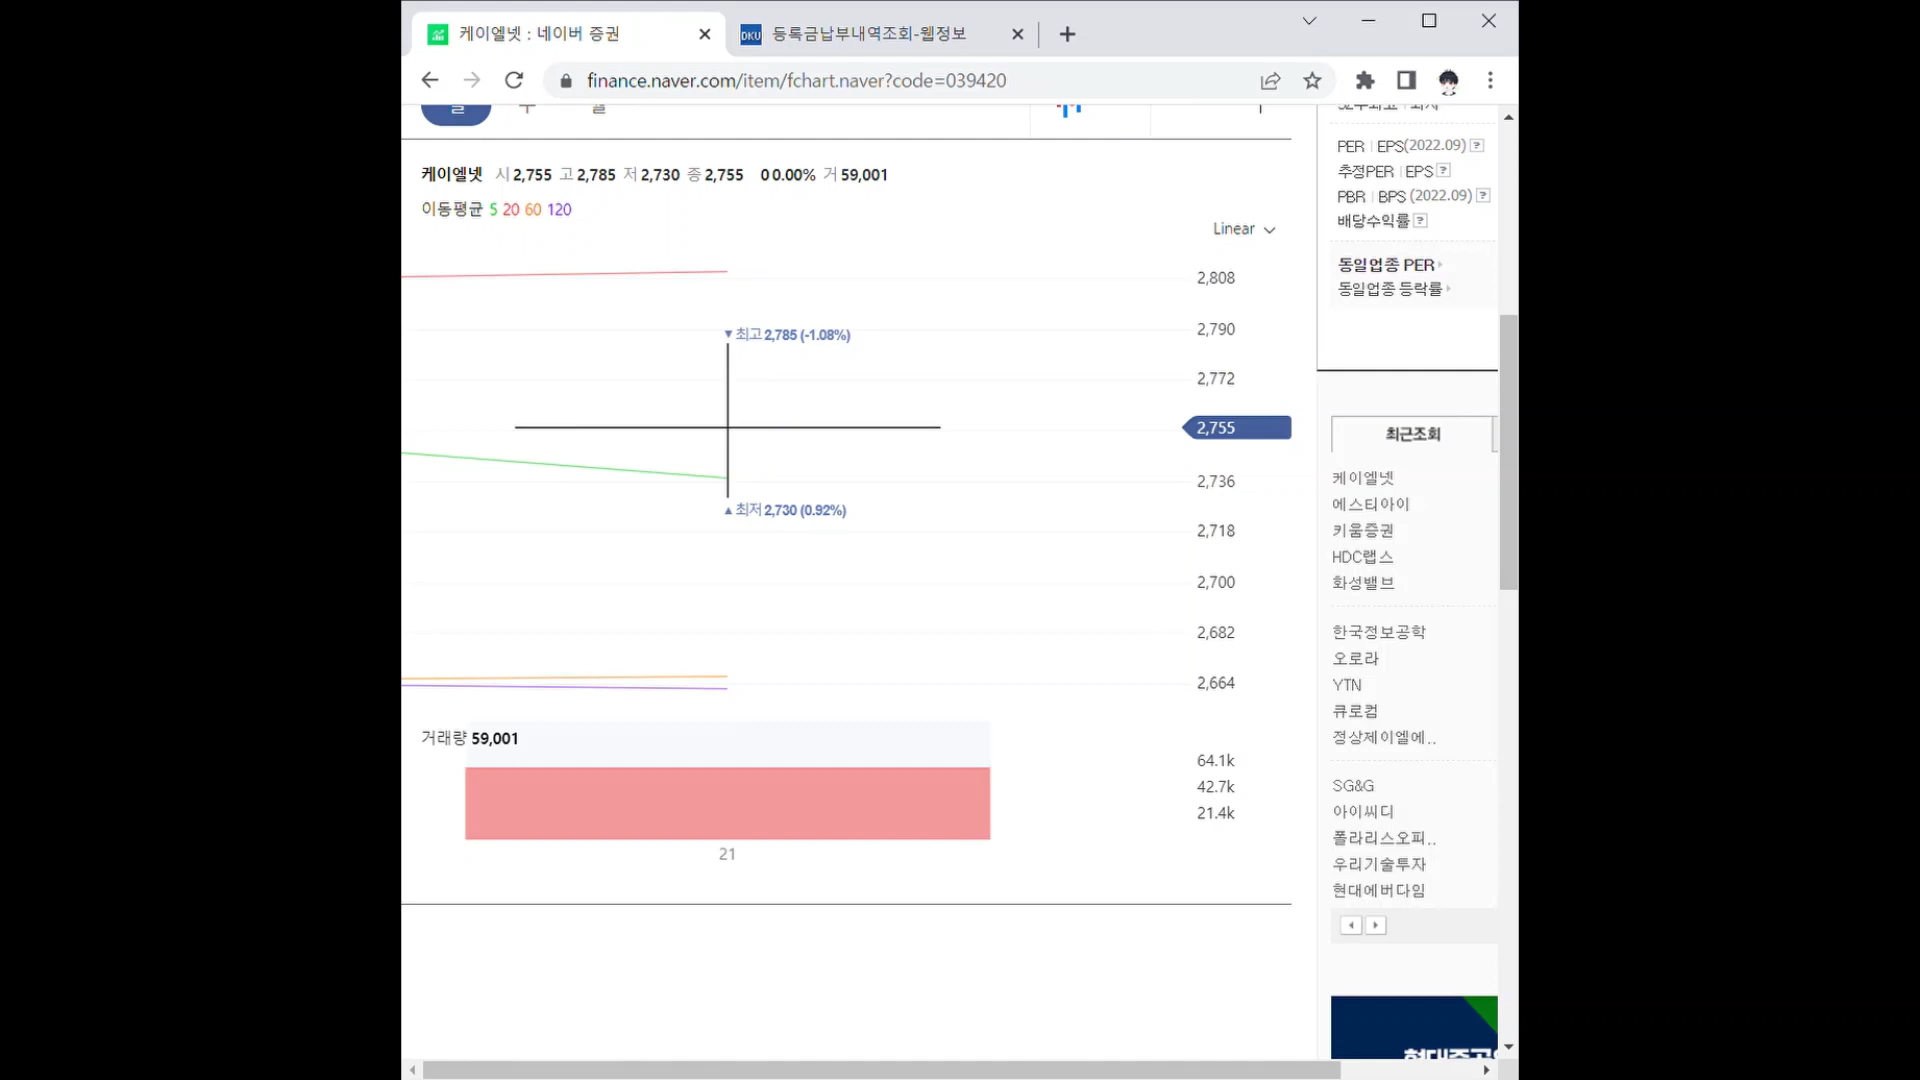 케이엘넷 : 네이버 증권
등록금납부내역조회-웹정보
finance.naver.com/item/fchart.naver?code=039420
PER | EPS(2022.09)
추정PER | EPS
PBR | BPS (2022.09)
배당수익률
동일업종 PER
동일업종 등락률
케이엘넷 시 2,755 고 2,785 저 2,730 종 2,755 0 0.00% 거 59,001
이동평균 5 20 60 120
Linear
2,808
2,790
2,772
2,755
2,736
2,718
2,700
2,682
2,664
▼최고 2,785 (-1.08%)
▲최저 2,730 (0.92%)
거래량 59,001
64.1k
42.7k
21.4k
21
최근조회
케이엘넷
에스티아이
키움증권
HDC랩스
화성밸브
한국정보공학
오로라
YTN
큐로컴
정상제이엘에..
SG&G
아이씨디
폴라리스오피..
우리기술투자
현대에버다임